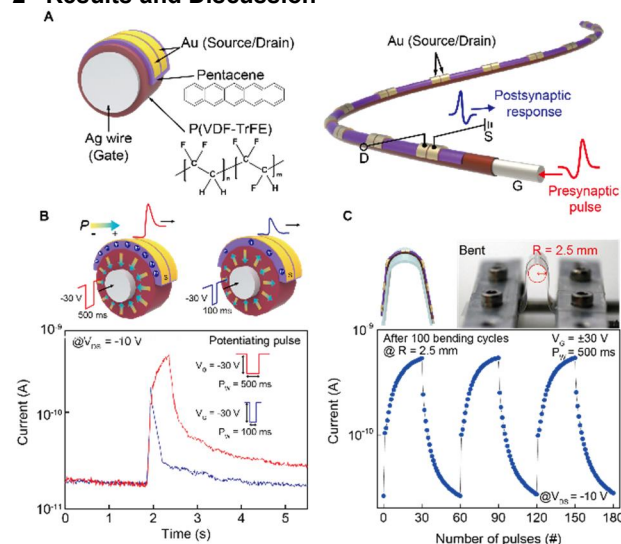 2 Results and Discussion
A
Au (Source/Drain)
Pentacene
P(VDF-TrFE)
Ag wire
(Gate)
F
F
F
H
C
C
C
C
n
m
H
H
F
H
F
Au (Source/Drain)
Postsynaptic
response
D
S
G
Presynaptic
pulse
B
P
- +
-30 V
500 ms
S
-30 V
100 ms
S
@V_DS = -10 V
Potentiating pulse
V_G = -30 V
P_W = 500 ms
V_G = -30 V
P_W = 100 ms
Current (A)
10^-9
10^-10
10^-11
0 1 2 3 4 5
Time (s)
C
Bent
R = 2.5 mm
After 100 bending cycles
@ R = 2.5 mm
V_G = ±30 V
P_W = 500 ms
@V_DS = -10 V
Current (A)
10^-9
10^-10
0 30 60 90 120 150 180
Number of pulses (#)